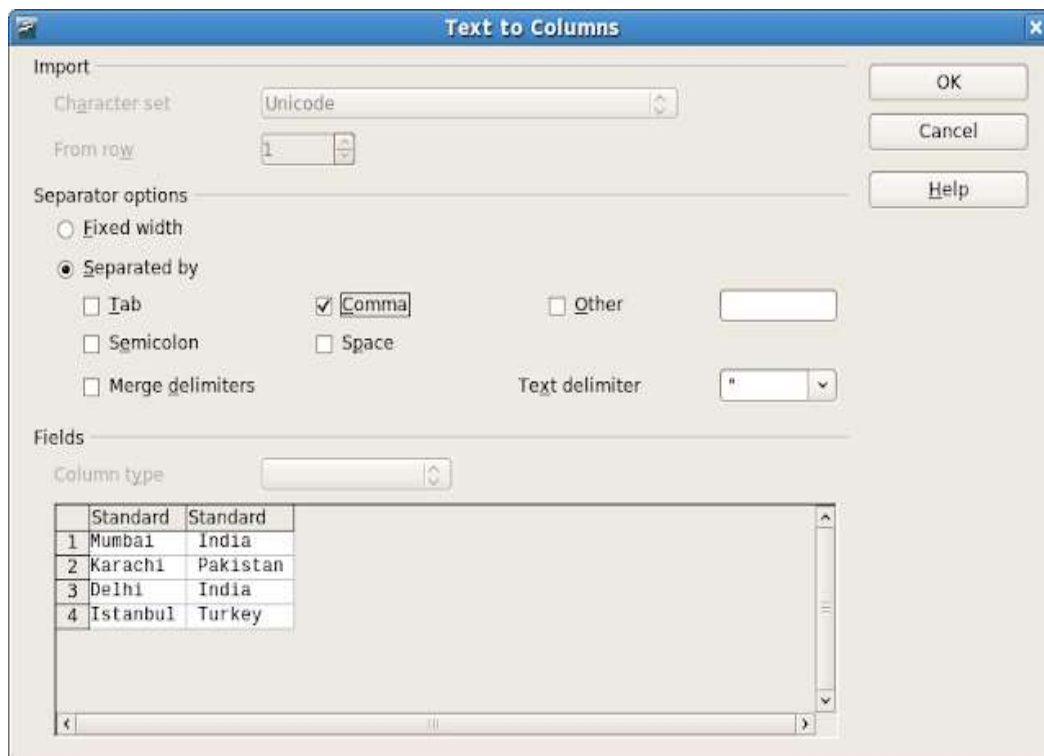 Text to Columns
Import
Character set Unicode
From row 1
OK
Cancel
Help
Separator options
Fixed width
Separated by
Tab Comma Other
Semicolon Space
Merge delimiters Text delimiter "
Fields
Column type
Standard Standard
1 Mumbai India
2 Karachi Pakistan
3 Delhi India
4 Istanbul Turkey